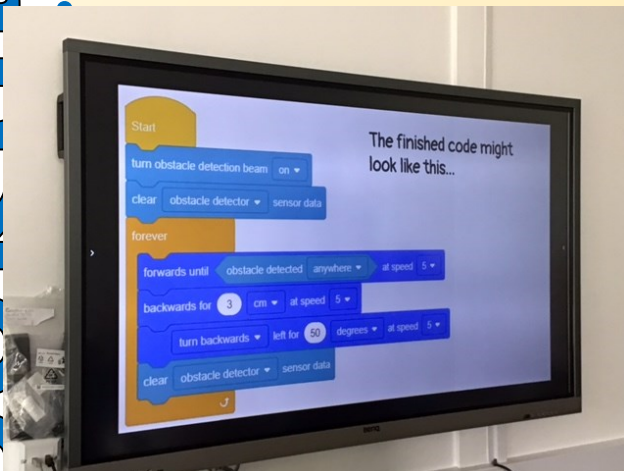 Start
The finished code might
look like this...
turn obstacle detection beam on
clear obstacle detector sensor data
forever
forwards until obstacle detected anywhere at speed 5
backwards for 3 cm at speed 5
turn backwards left for 50 degrees at speed 5
clear obstacle detector sensor data
BenQ